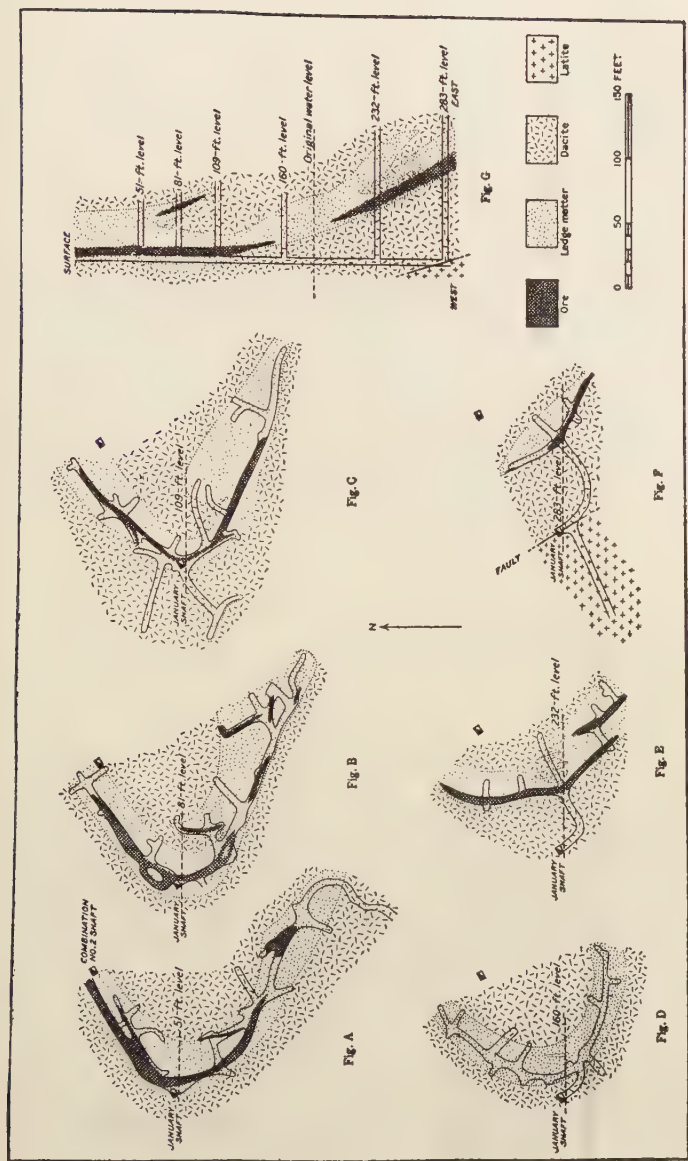 COMBINATION
NO.2 SHAFT
JANUARY
SHAFT
51-ft. level
Fig. A
JANUARY
SHAFT
81-ft. level
Fig. B
JANUARY
SHAFT
109-ft. level
Fig. C
JANUARY
SHAFT
160-ft. level
Fig. D
JANUARY
SHAFT
232-ft. level
Fig. E
FAULT
JANUARY
SHAFT
283-ft. level
Fig. F
N
SURFACE
51-ft. level
81-ft. level
109-ft. level
160-ft. level
Original water level
232-ft. level
283-ft. level
WEST
EAST
Fig. G
Ore
Ledge matter
Dacite
Latite
0 50 100 150 FEET